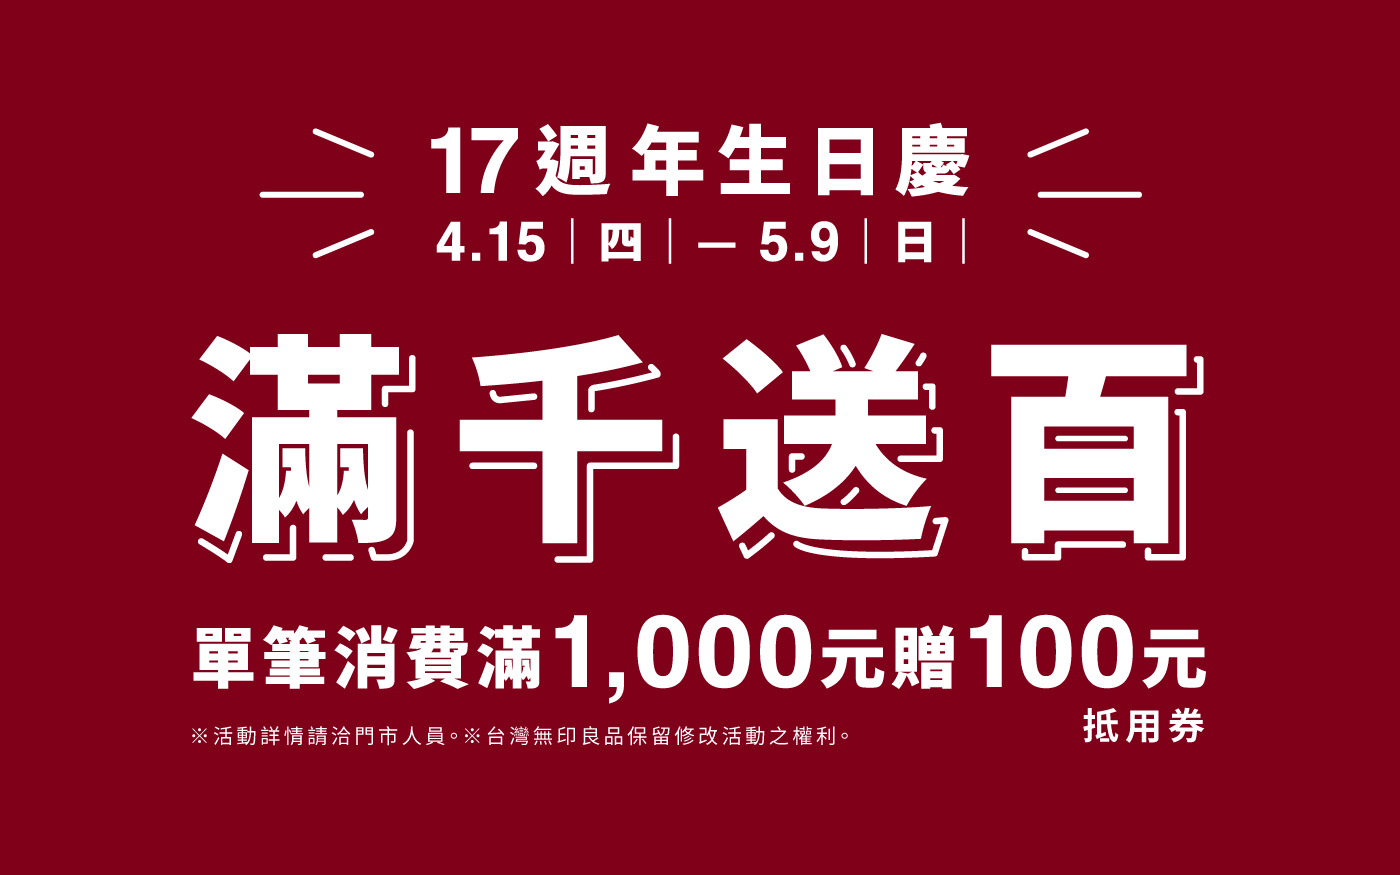 17週年生日慶
4.15｜四｜— 5.9｜日｜
滿千送百
單筆消費滿1,000元贈100元
抵用券
※活動詳情請洽門市人員。※台灣無印良品保留修改活動之權利。